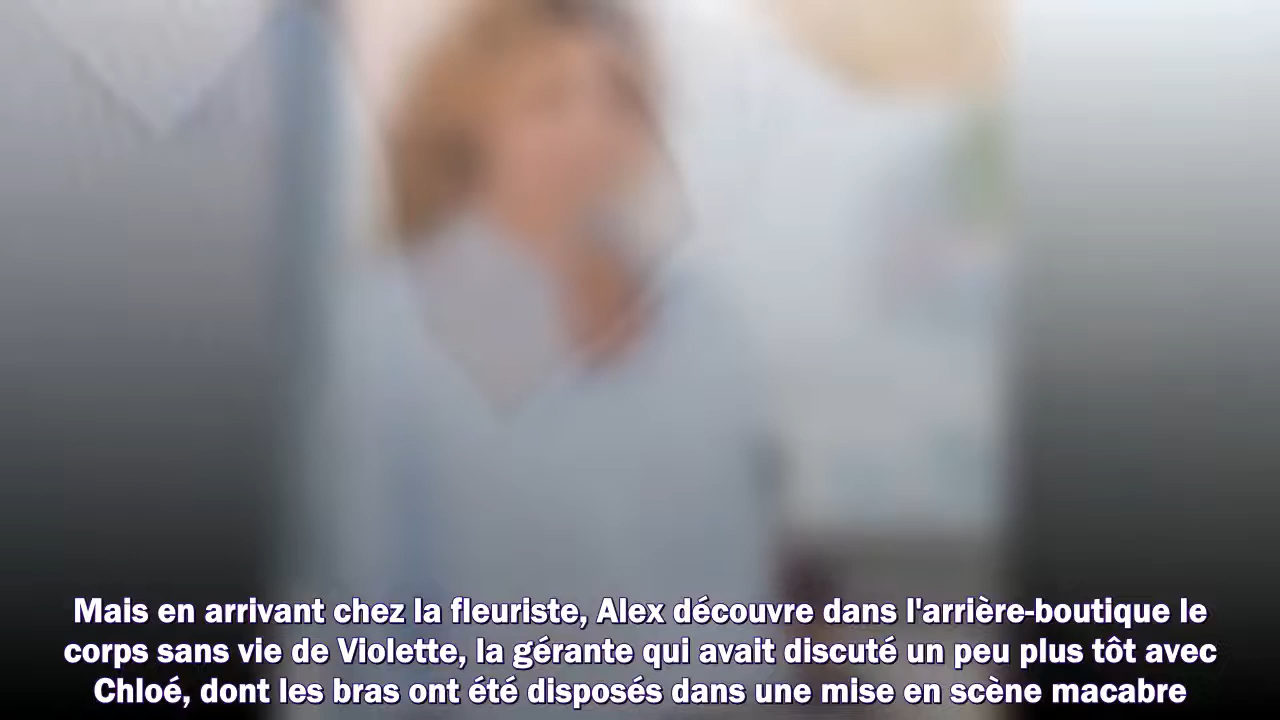 Mais en arrivant chez la fleuriste, Alex découvre dans l'arrière-boutique le
corps sans vie de Violette, la gérante qui avait discuté un peu plus tôt avec
Chloé, dont les bras ont été disposés dans une mise en scène macabre